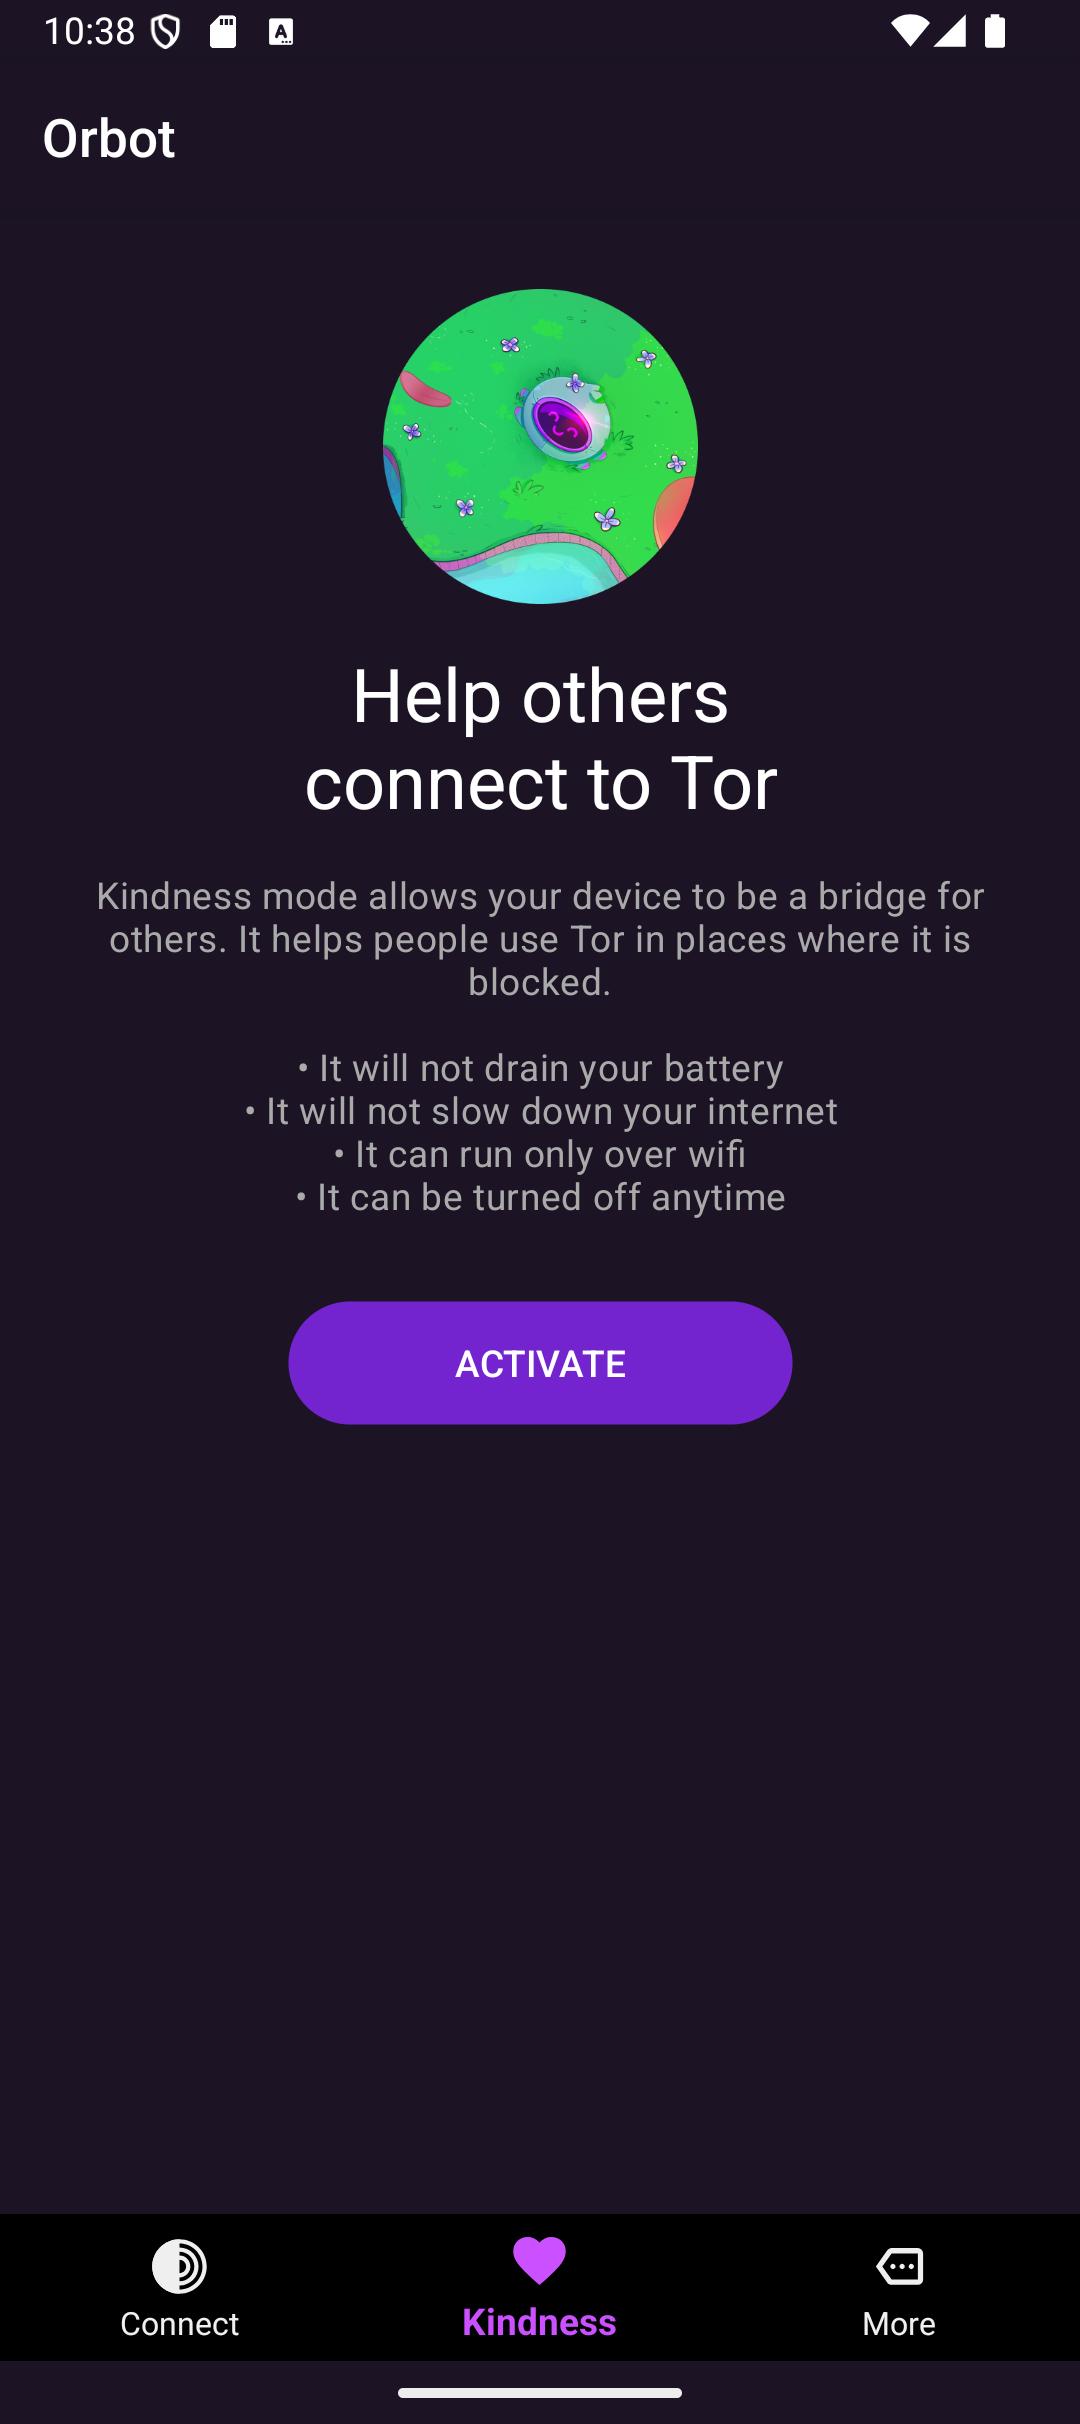 10:38
Orbot
Help others
connect to Tor
Kindness mode allows your device to be a bridge for
others. It helps people use Tor in places where it is
blocked.
• It will not drain your battery
• It will not slow down your internet
• It can run only over wifi
• It can be turned off anytime
ACTIVATE
Connect
Kindness
More